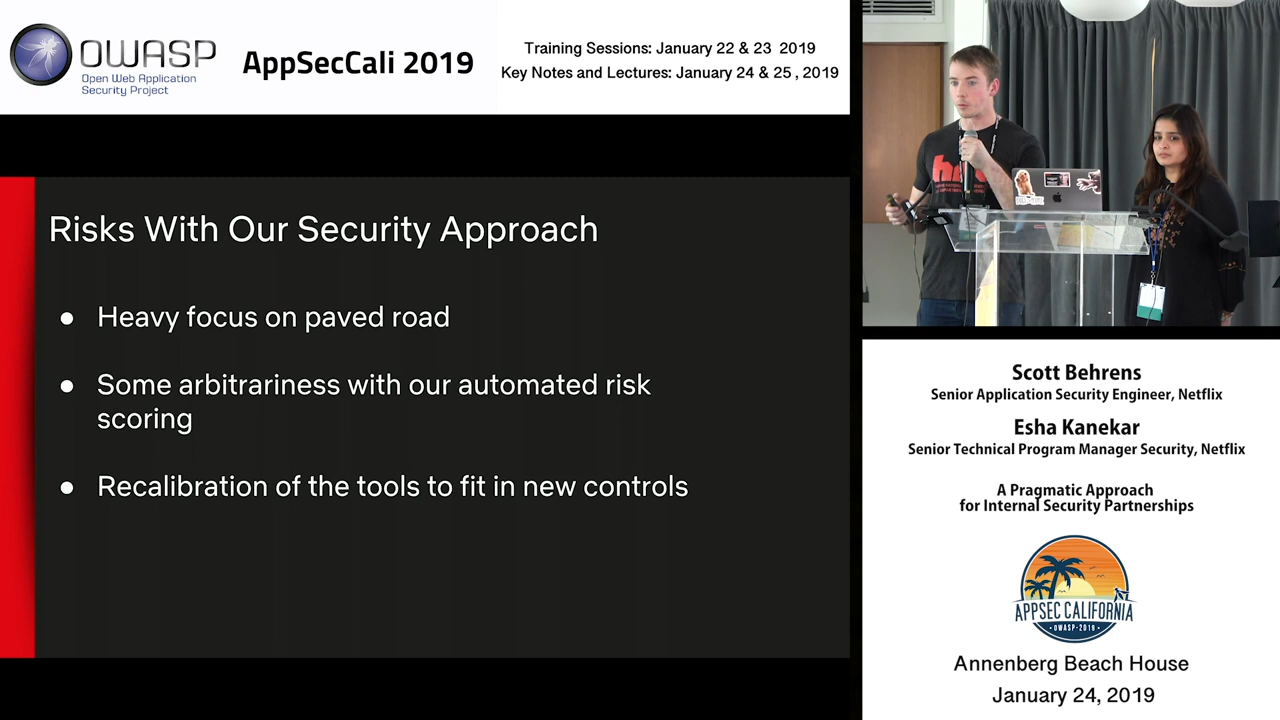 OWASP
Open Web Application
Security Project
AppSecCali 2019
Training Sessions: January 22 & 23 2019
Key Notes and Lectures: January 24 & 25 , 2019
Risks With Our Security Approach
● Heavy focus on paved road
● Some arbitrariness with our automated risk
scoring
● Recalibration of the tools to fit in new controls
Scott Behrens
Senior Application Security Engineer, Netflix
Esha Kanekar
Senior Technical Program Manager Security, Netflix
A Pragmatic Approach
for Internal Security Partnerships
APPSEC CALIFORNIA
• OWASP-2019 •
Annenberg Beach House
January 24, 2019